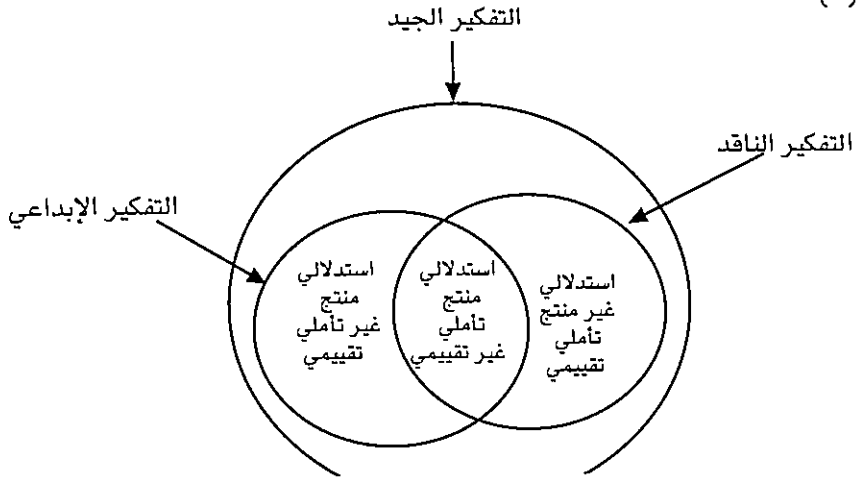 التفكير الجيد
التفكير الناقد
التفكير الإبداعي
استدلالي
غير منتج
تأملي
تقييمي
استدلالي
منتج
تأملي
غير تقييمي
استدلالي
منتج
غير تأملي
تقييمي